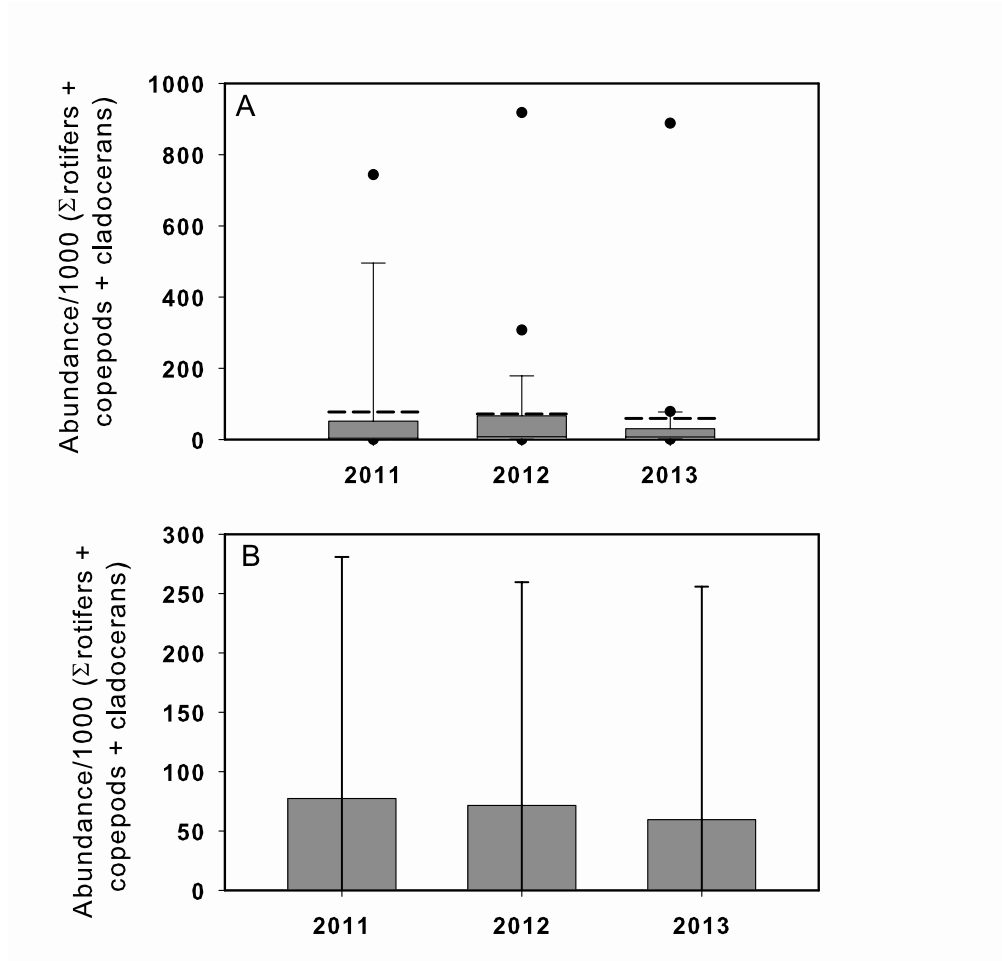 Abundance/1000 (Σrotifers +
copepods + cladocerans)
A
1000
800
600
400
200
0
2011 2012 2013
Abundance/1000 (Σrotifers +
copepods + cladocerans)
B
300
250
200
150
100
50
0
2011 2012 2013